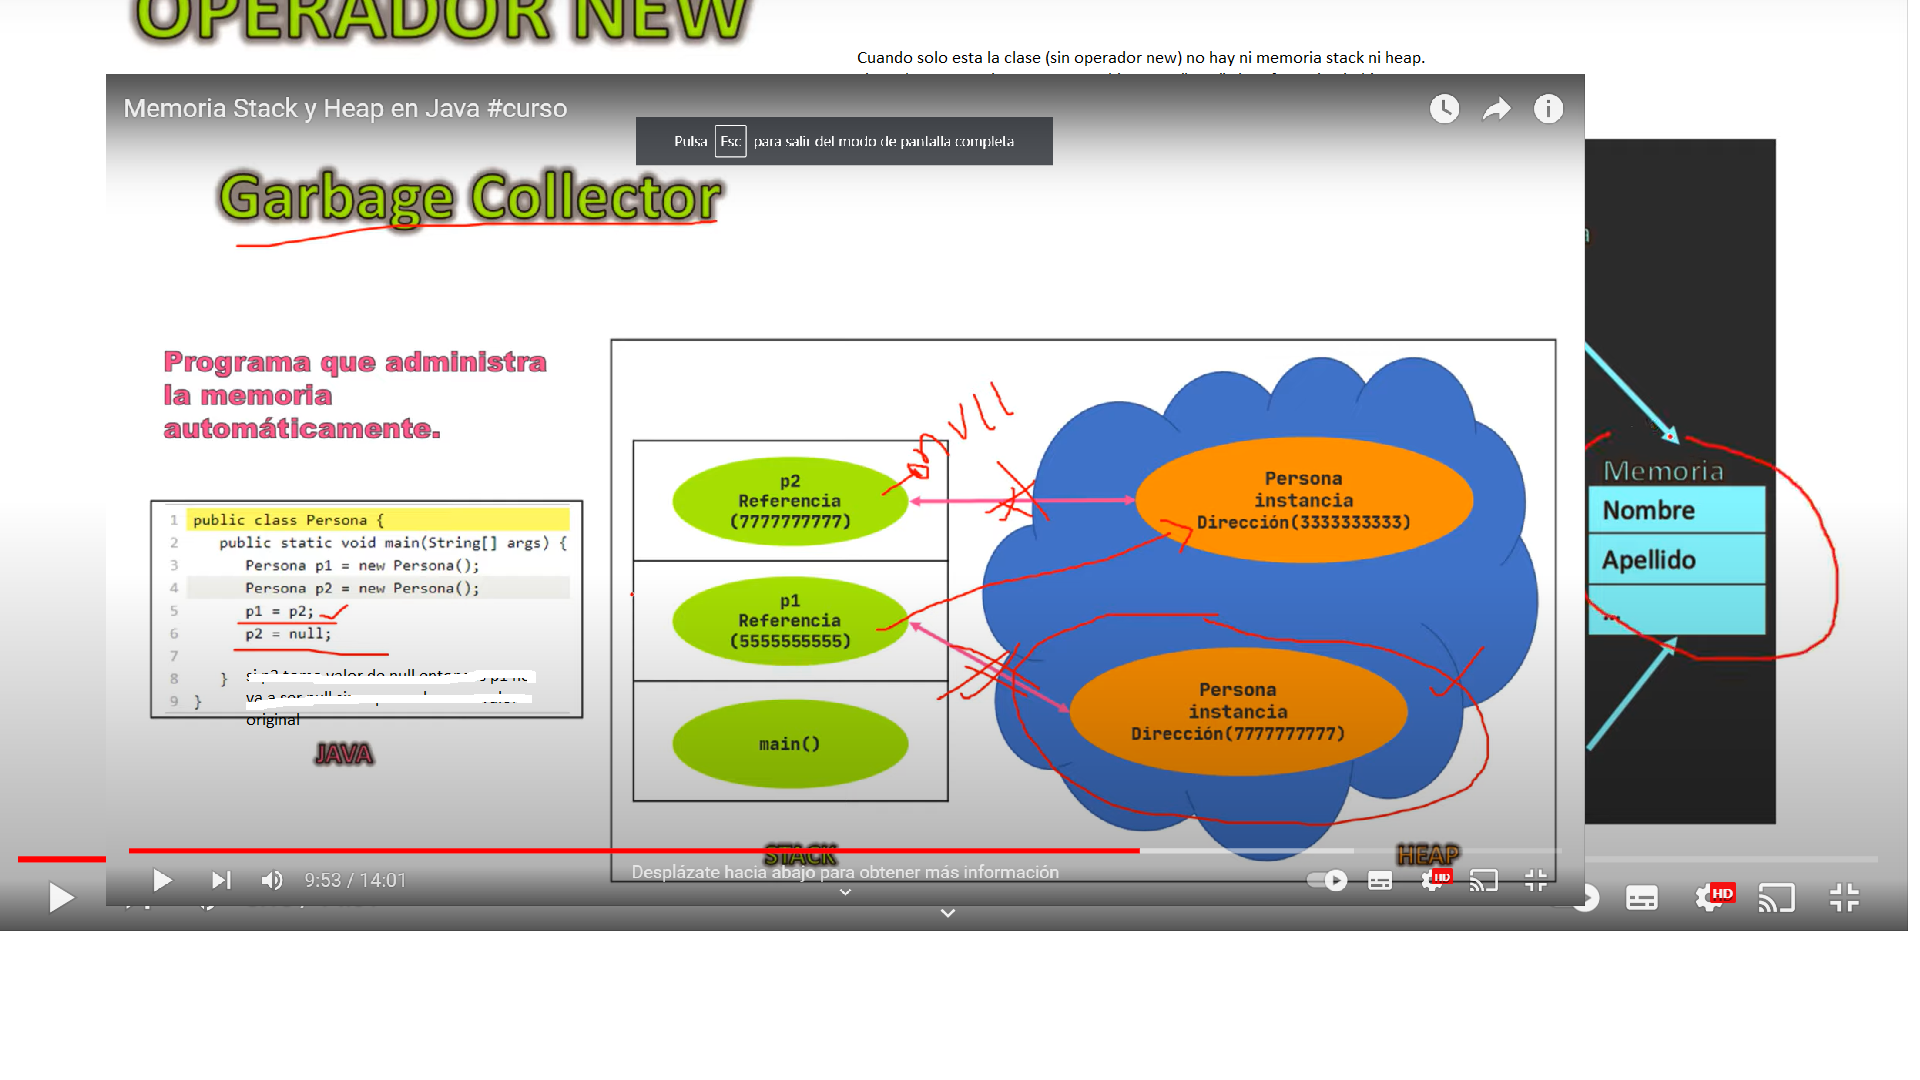 OPERADOR NEW
Cuando solo esta la clase (sin operador new) no hay ni memoria stack ni heap.
Memoria Stack y Heap en Java #curso
Pulsa Esc para salir del modo de pantalla completa
Garbage Collector
Programa que administra
la memoria
automáticamente.
1 public class Persona {
2 public static void main(String[] args) {
3 Persona p1 = new Persona();
4 Persona p2 = new Persona();
5 p1 = p2;
6 p2 = null;
7
8 }
9 }
original
JAVA
null
p2
Referencia
(7777777777)
p1
Referencia
(5555555555)
main()
STACK
Persona
instancia
Dirección(3333333333)
Persona
instancia
Dirección(7777777777)
HEAP
Memoria
Nombre
Apellido
...
9:53 / 14:01
Desplázate hacia abajo para obtener más información
HD
HD